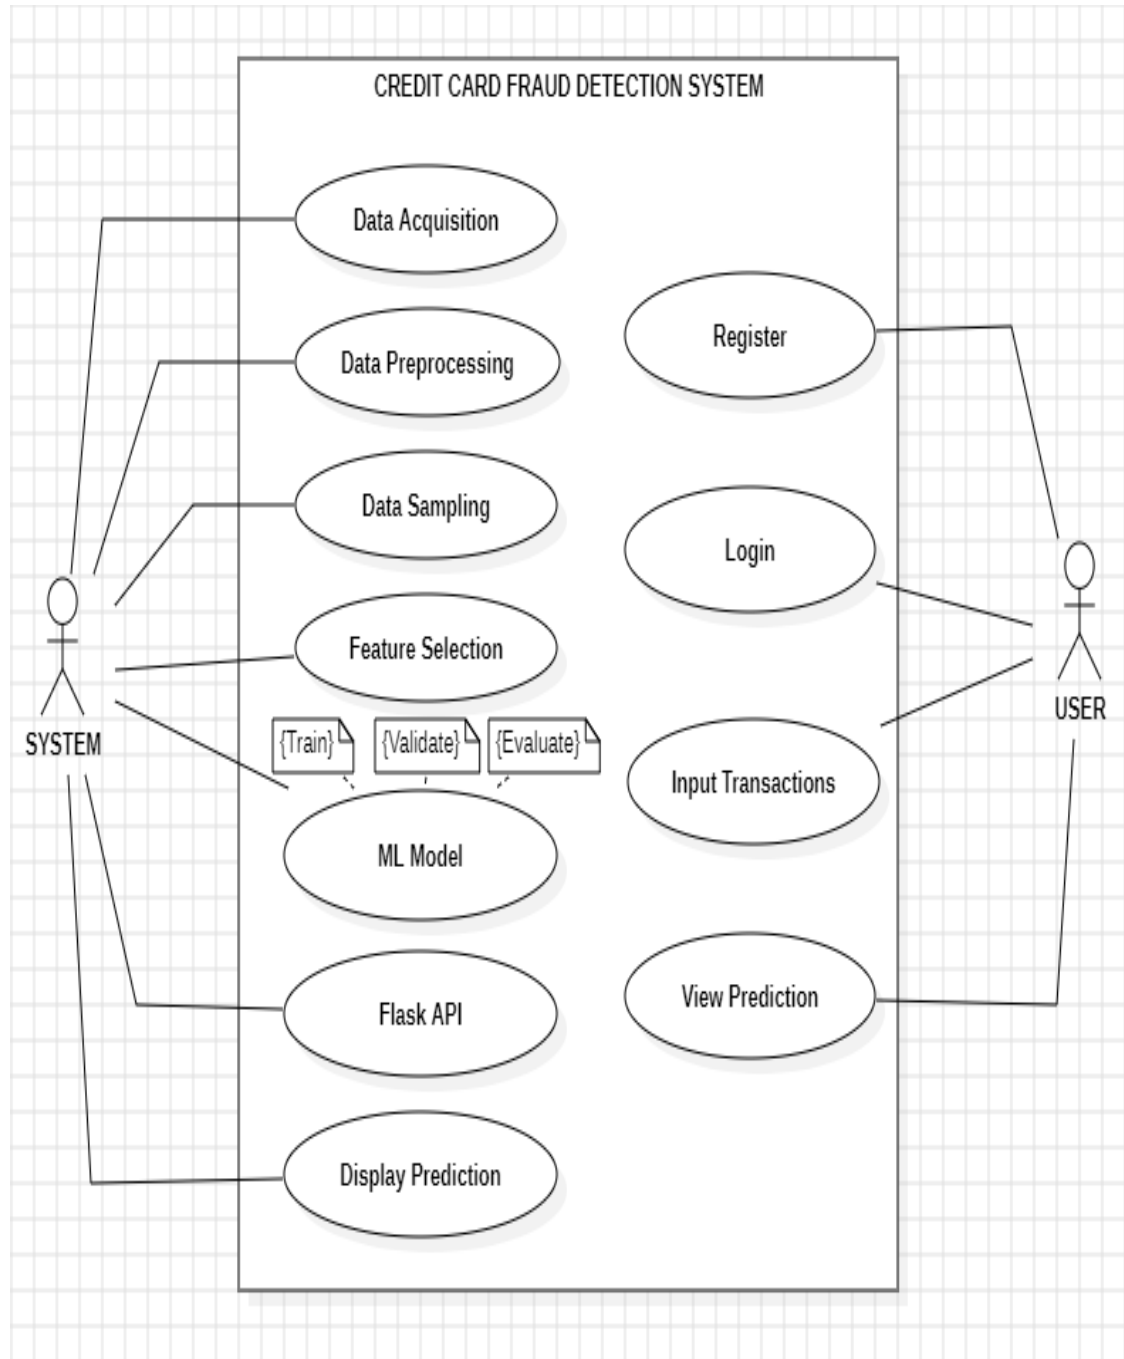 CREDIT CARD FRAUD DETECTION SYSTEM
Data Acquisition
Data Preprocessing
Data Sampling
Feature Selection
{Train}
{Validate}
{Evaluate}
ML Model
Flask API
Display Prediction
Register
Login
Input Transactions
View Prediction
SYSTEM
USER